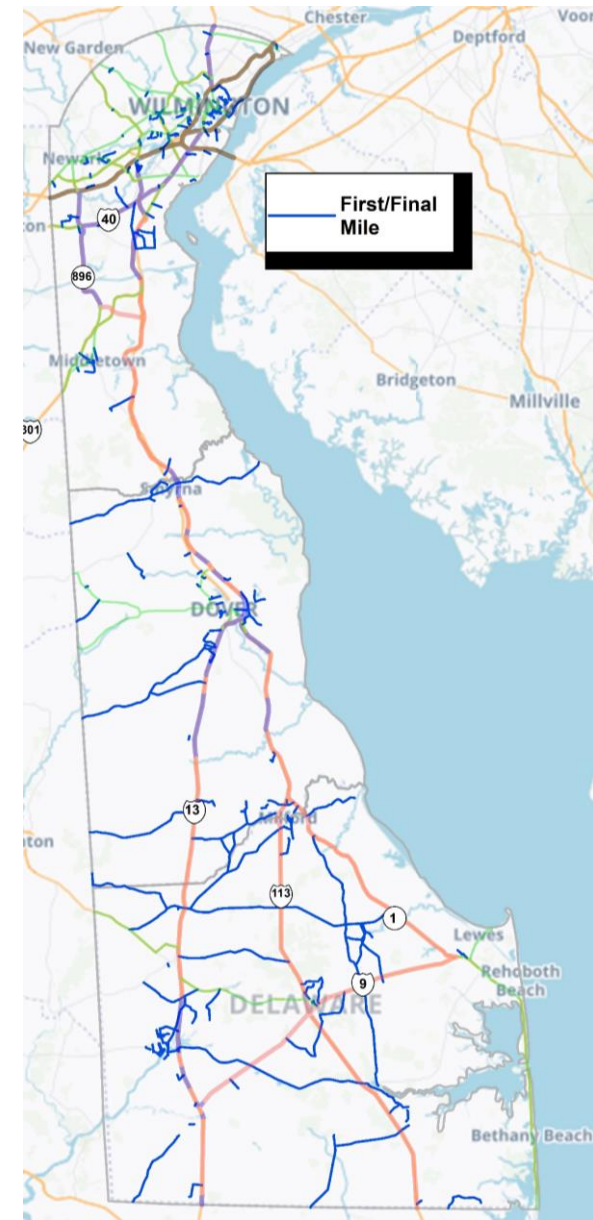 Chester
Voor
New Garden
Deptford
WILMINGTON
Newark
First/Final
Mile
40
ton
896
Middletown
Bridgeton
Millville
301
Smyrna
DOVER
13
Milford
ton
113
1
Lewes
9
Rehoboth
Beach
DELAWARE
Bethany Beach